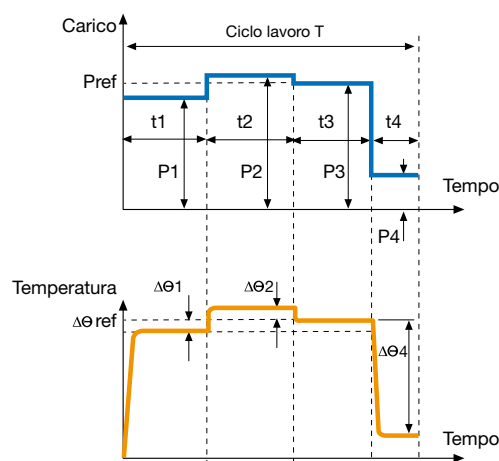 Carico
Ciclo lavoro T
Pref
t1 t2 t3 t4
P1 P2 P3
Tempo
P4
Temperatura
ΔΘ1 ΔΘ2
ΔΘ ref
ΔΘ4
Tempo